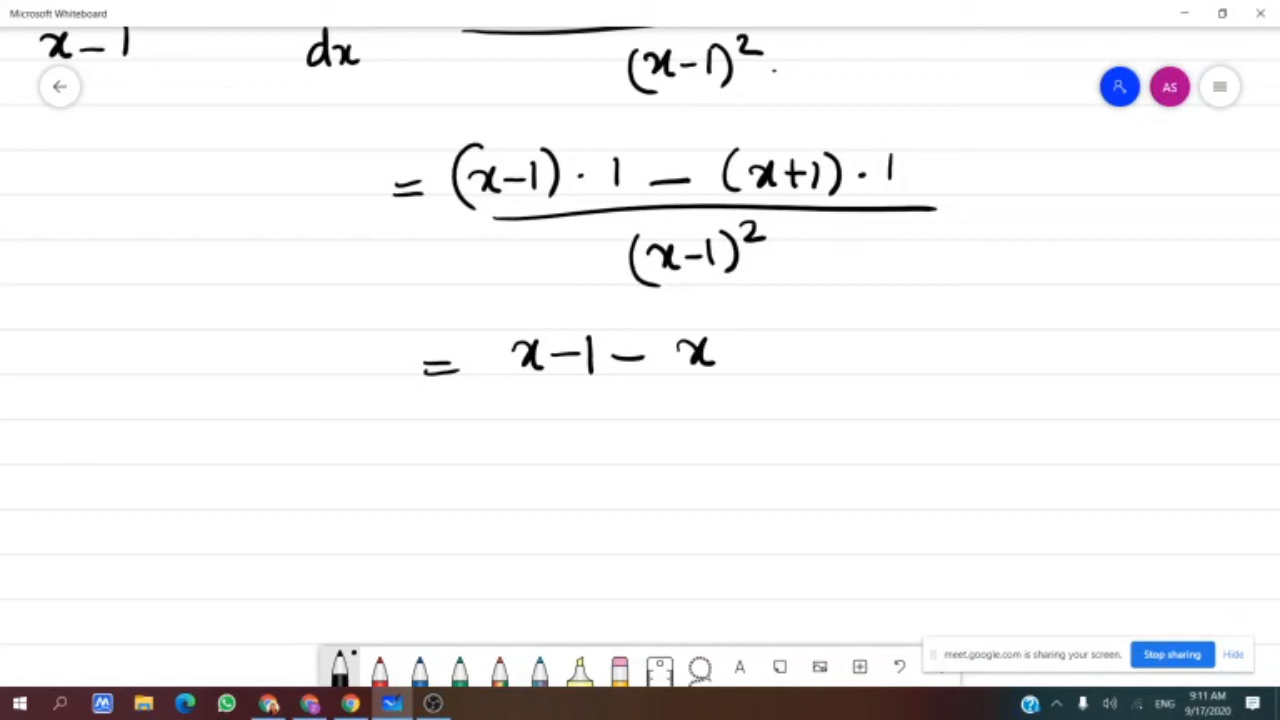 Microsoft Whiteboard
x-1 dx (x-1)².
AS
= (x-1)·1 - (x+1)·1
(x-1)²
= x-1- x
A
meet.google.com is sharing your screen. Stop sharing Hide
ENG 9:11 AM
9/17/2020